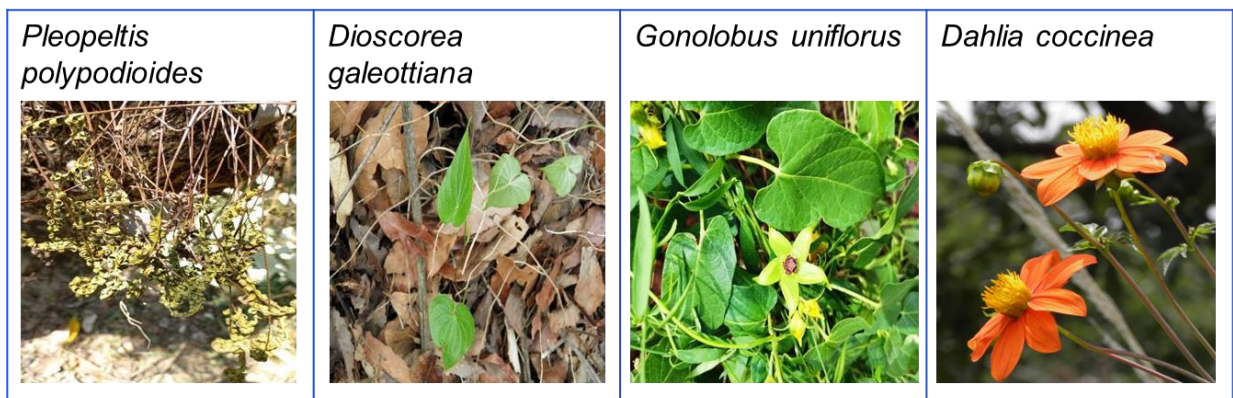 Pleopeltis
polypodioides
Dioscorea
galeottiana
Gonolobus uniflorus
Dahlia coccinea